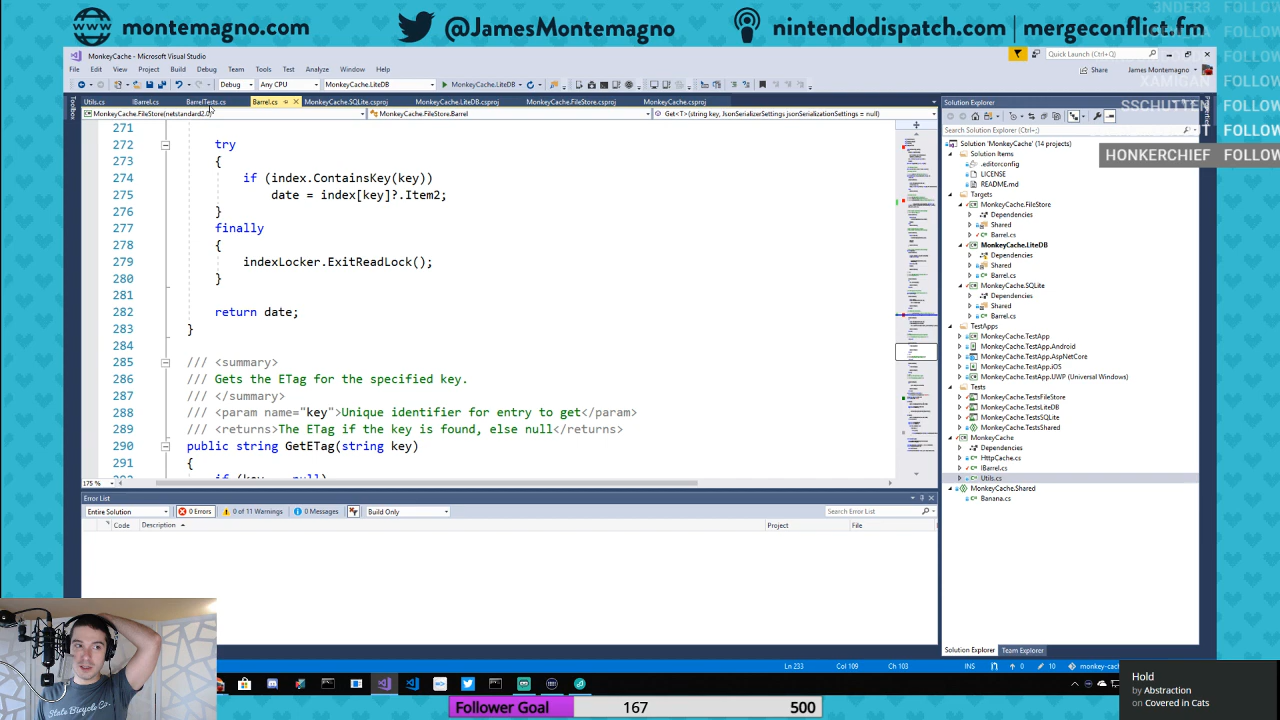 montemagno.com
@JamesMontemagno
nintendodispatch.com | mergeconflict.fm
FOLLOW
MonkeyCache - Microsoft Visual Studio
Quick Launch (Ctrl+Q)
File Edit View Project Build Debug Team Tools Test Analyze Window Help
Share
James Montemagno
XAMIGAN FOLLOW
Debug
Any CPU
MonkeyCache.LiteDB
MonkeyCache.LiteDB
Utils.cs
IBarrel.cs
BarrelTests.cs
Barrel.cs
MonkeyCache.SQLite.csproj
MonkeyCache.LiteDB.csproj
MonkeyCache.FileStore.csproj
MonkeyCache.csproj
Solution Explorer
SSCHUTTEN FOLLOW
MonkeyCache.FileStore(netstandard2.0)
MonkeyCache.FileStore.Barrel
Get<T>(string key, JsonSerializerSettings jsonSerializationSettings = null)
Search Solution Explorer (Ctrl+;)
HONKERCHIEF FOLLOW
271
272 try
273 {
274 if (index.ContainsKey(key))
275 date = index[key]?.Item2;
276 }
277 finally
278 {
279 indexLocker.ExitReadLock();
280 }
281
282 return date;
283 }
284
285 /// <summary>
286 /// Gets the ETag for the specified key.
287 /// </summary>
288 /// <param name="key">Unique identifier for entry to get</param>
289 /// <returns>The ETag if the key is found, else null</returns>
290 public string GetETag(string key)
291 {
292 if (key == null)
Solution 'MonkeyCache' (14 projects)
Solution Items
.editorconfig
LICENSE
README.md
Targets
MonkeyCache.FileStore
Dependencies
Shared
Barrel.cs
MonkeyCache.LiteDB
Dependencies
Shared
Barrel.cs
MonkeyCache.SQLite
Dependencies
Shared
Barrel.cs
TestApps
MonkeyCache.TestApp
MonkeyCache.TestApp.Android
MonkeyCache.TestApp.AspNetCore
MonkeyCache.TestApp.iOS
MonkeyCache.TestApp.UWP (Universal Windows)
Tests
MonkeyCache.TestsFileStore
MonkeyCache.TestsLiteDB
MonkeyCache.TestsSQLite
MonkeyCache.TestsShared
MonkeyCache
Dependencies
HttpCache.cs
IBarrel.cs
Utils.cs
MonkeyCache.Shared
Banana.cs
175 %
Error List
Entire Solution
0 Errors
0 of 11 Warnings
0 Messages
Build Only
Search Error List
Code
Description
Project
File
Solution Explorer
Team Explorer
Ln 233
Col 109
Ch 103
INS
0
10
monkey-cach
Hold
by Abstraction
on Covered in Cats
Follower Goal
167
500